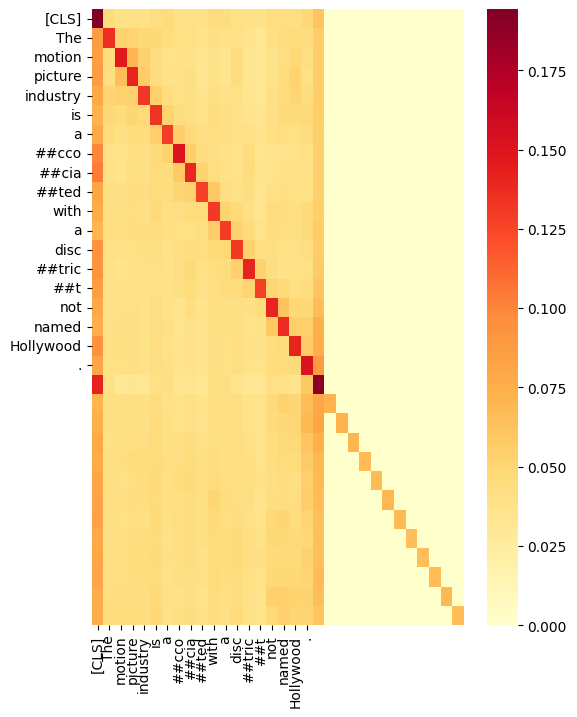 [CLS]
The
motion
picture
industry
is
a
##cco
##cia
##ted
with
a
disc
##tric
##t
not
named
Hollywood
.
0.175
0.150
0.125
0.100
0.075
0.050
0.025
0.000
[CLS]
The
motion
picture
industry
is
a
##cco
##cia
##ted
with
a
disc
##tric
##t
not
named
Hollywood
.